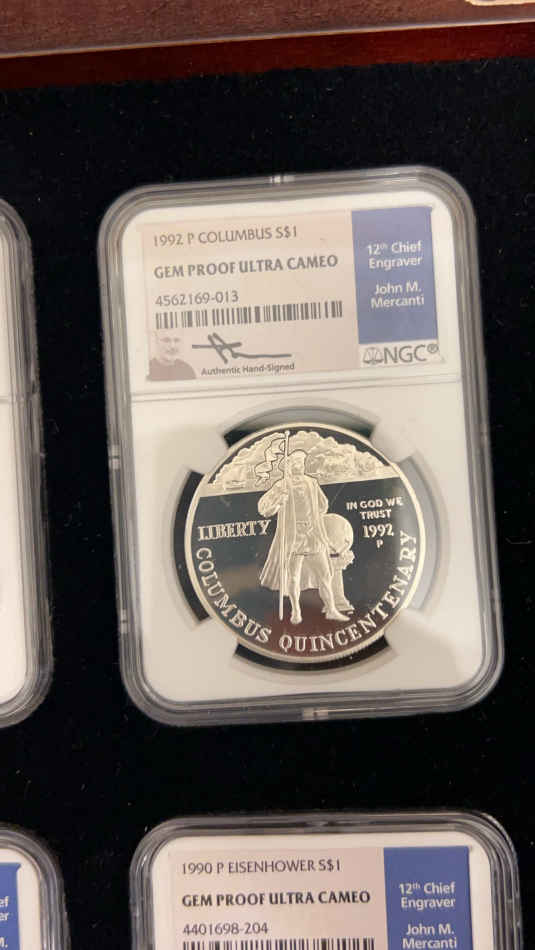 1992 P COLUMBUS S$1
GEM PROOF ULTRA CAMEO
4562169-013
Authentic Hand-Signed
12th Chief
Engraver
John M.
Mercanti
NGC®
LIBERTY
IN GOD WE
TRUST
1992
P
COLUMBUS QUINCENTENARY
1990 P EISENHOWER S$1
GEM PROOF ULTRA CAMEO
4401698-204
12th Chief
Engraver
John M.
Mercanti